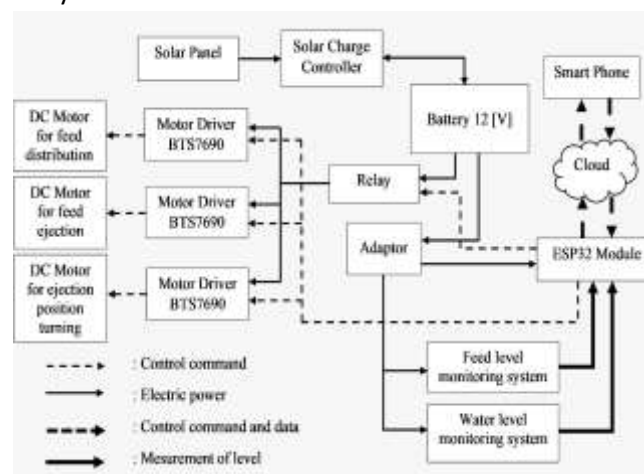 Solar Panel
Solar Charge
Controller
Smart Phone
DC Motor
for feed
distribution
Motor Driver
BTS7690
Battery 12 [V]
Relay
Cloud
DC Motor
for feed
ejection
Motor Driver
BTS7690
Adaptor
ESP32 Module
DC Motor
for ejection
position
turning
Motor Driver
BTS7690
Feed level
monitoring system
Water level
monitoring system
: Control command
: Electric power
: Control command and data
: Mesurement of level